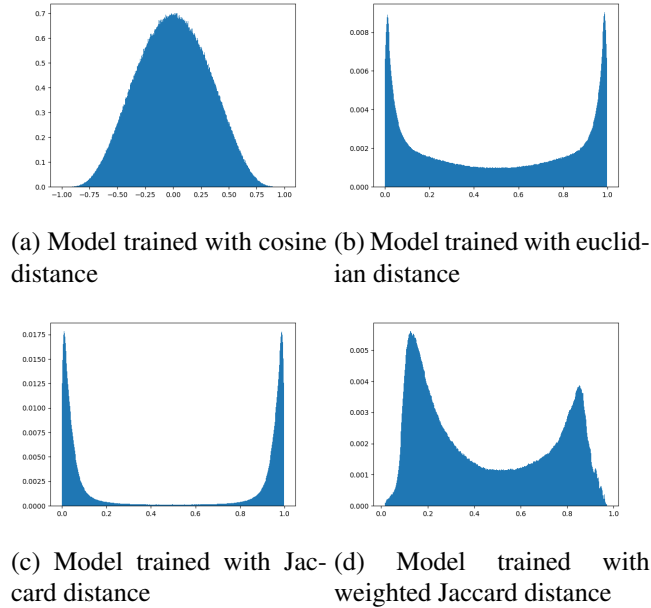 0.7
0.6
0.5
0.4
0.3
0.2
0.1
0.0
−1.00 −0.75 −0.50 −0.25 0.00 0.25 0.50 0.75 1.00
(a) Model trained with cosine
distance
0.008
0.006
0.004
0.002
0.000
0.0 0.2 0.4 0.6 0.8 1.0
(b) Model trained with euclid-
ian distance
0.0175
0.0150
0.0125
0.0100
0.0075
0.0050
0.0025
0.0000
0.0 0.2 0.4 0.6 0.8 1.0
(c) Model trained with Jac-
card distance
0.005
0.004
0.003
0.002
0.001
0.000
0.0 0.2 0.4 0.6 0.8 1.0
(d) Model trained with
weighted Jaccard distance